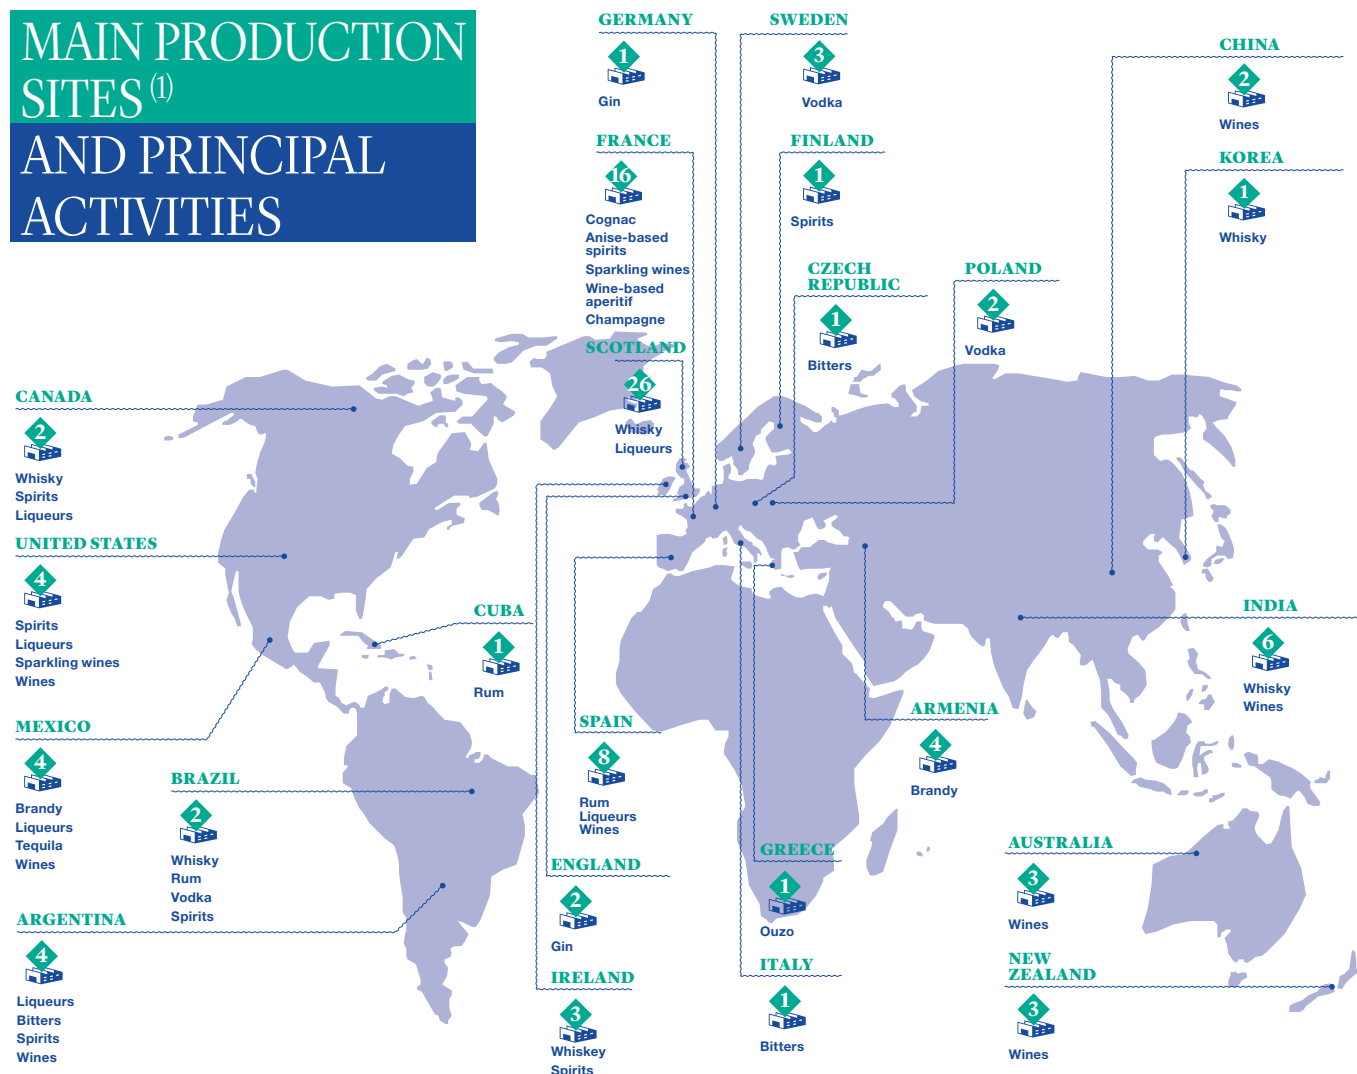 MAIN PRODUCTION
SITES (1)
AND PRINCIPAL
ACTIVITIES
GERMANY
1
Gin
SWEDEN
3
Vodka
CHINA
2
Wines
FRANCE
16
Cognac
Anise-based
spirits
Sparkling wines
Wine-based
aperitif
Champagne
FINLAND
1
Spirits
KOREA
1
Whisky
CZECH
REPUBLIC
1
Bitters
POLAND
2
Vodka
SCOTLAND
26
Whisky
Liqueurs
CANADA
2
Whisky
Spirits
Liqueurs
UNITED STATES
4
Spirits
Liqueurs
Sparkling wines
Wines
CUBA
1
Rum
INDIA
6
Whisky
Wines
MEXICO
4
Brandy
Liqueurs
Tequila
Wines
SPAIN
8
Rum
Liqueurs
Wines
ARMENIA
4
Brandy
BRAZIL
2
Whisky
Rum
Vodka
Spirits
GREECE
1
Ouzo
AUSTRALIA
3
Wines
ENGLAND
2
Gin
ARGENTINA
4
Liqueurs
Bitters
Spirits
Wines
IRELAND
3
Whiskey
Spirits
ITALY
1
Bitters
NEW
ZEALAND
3
Wines